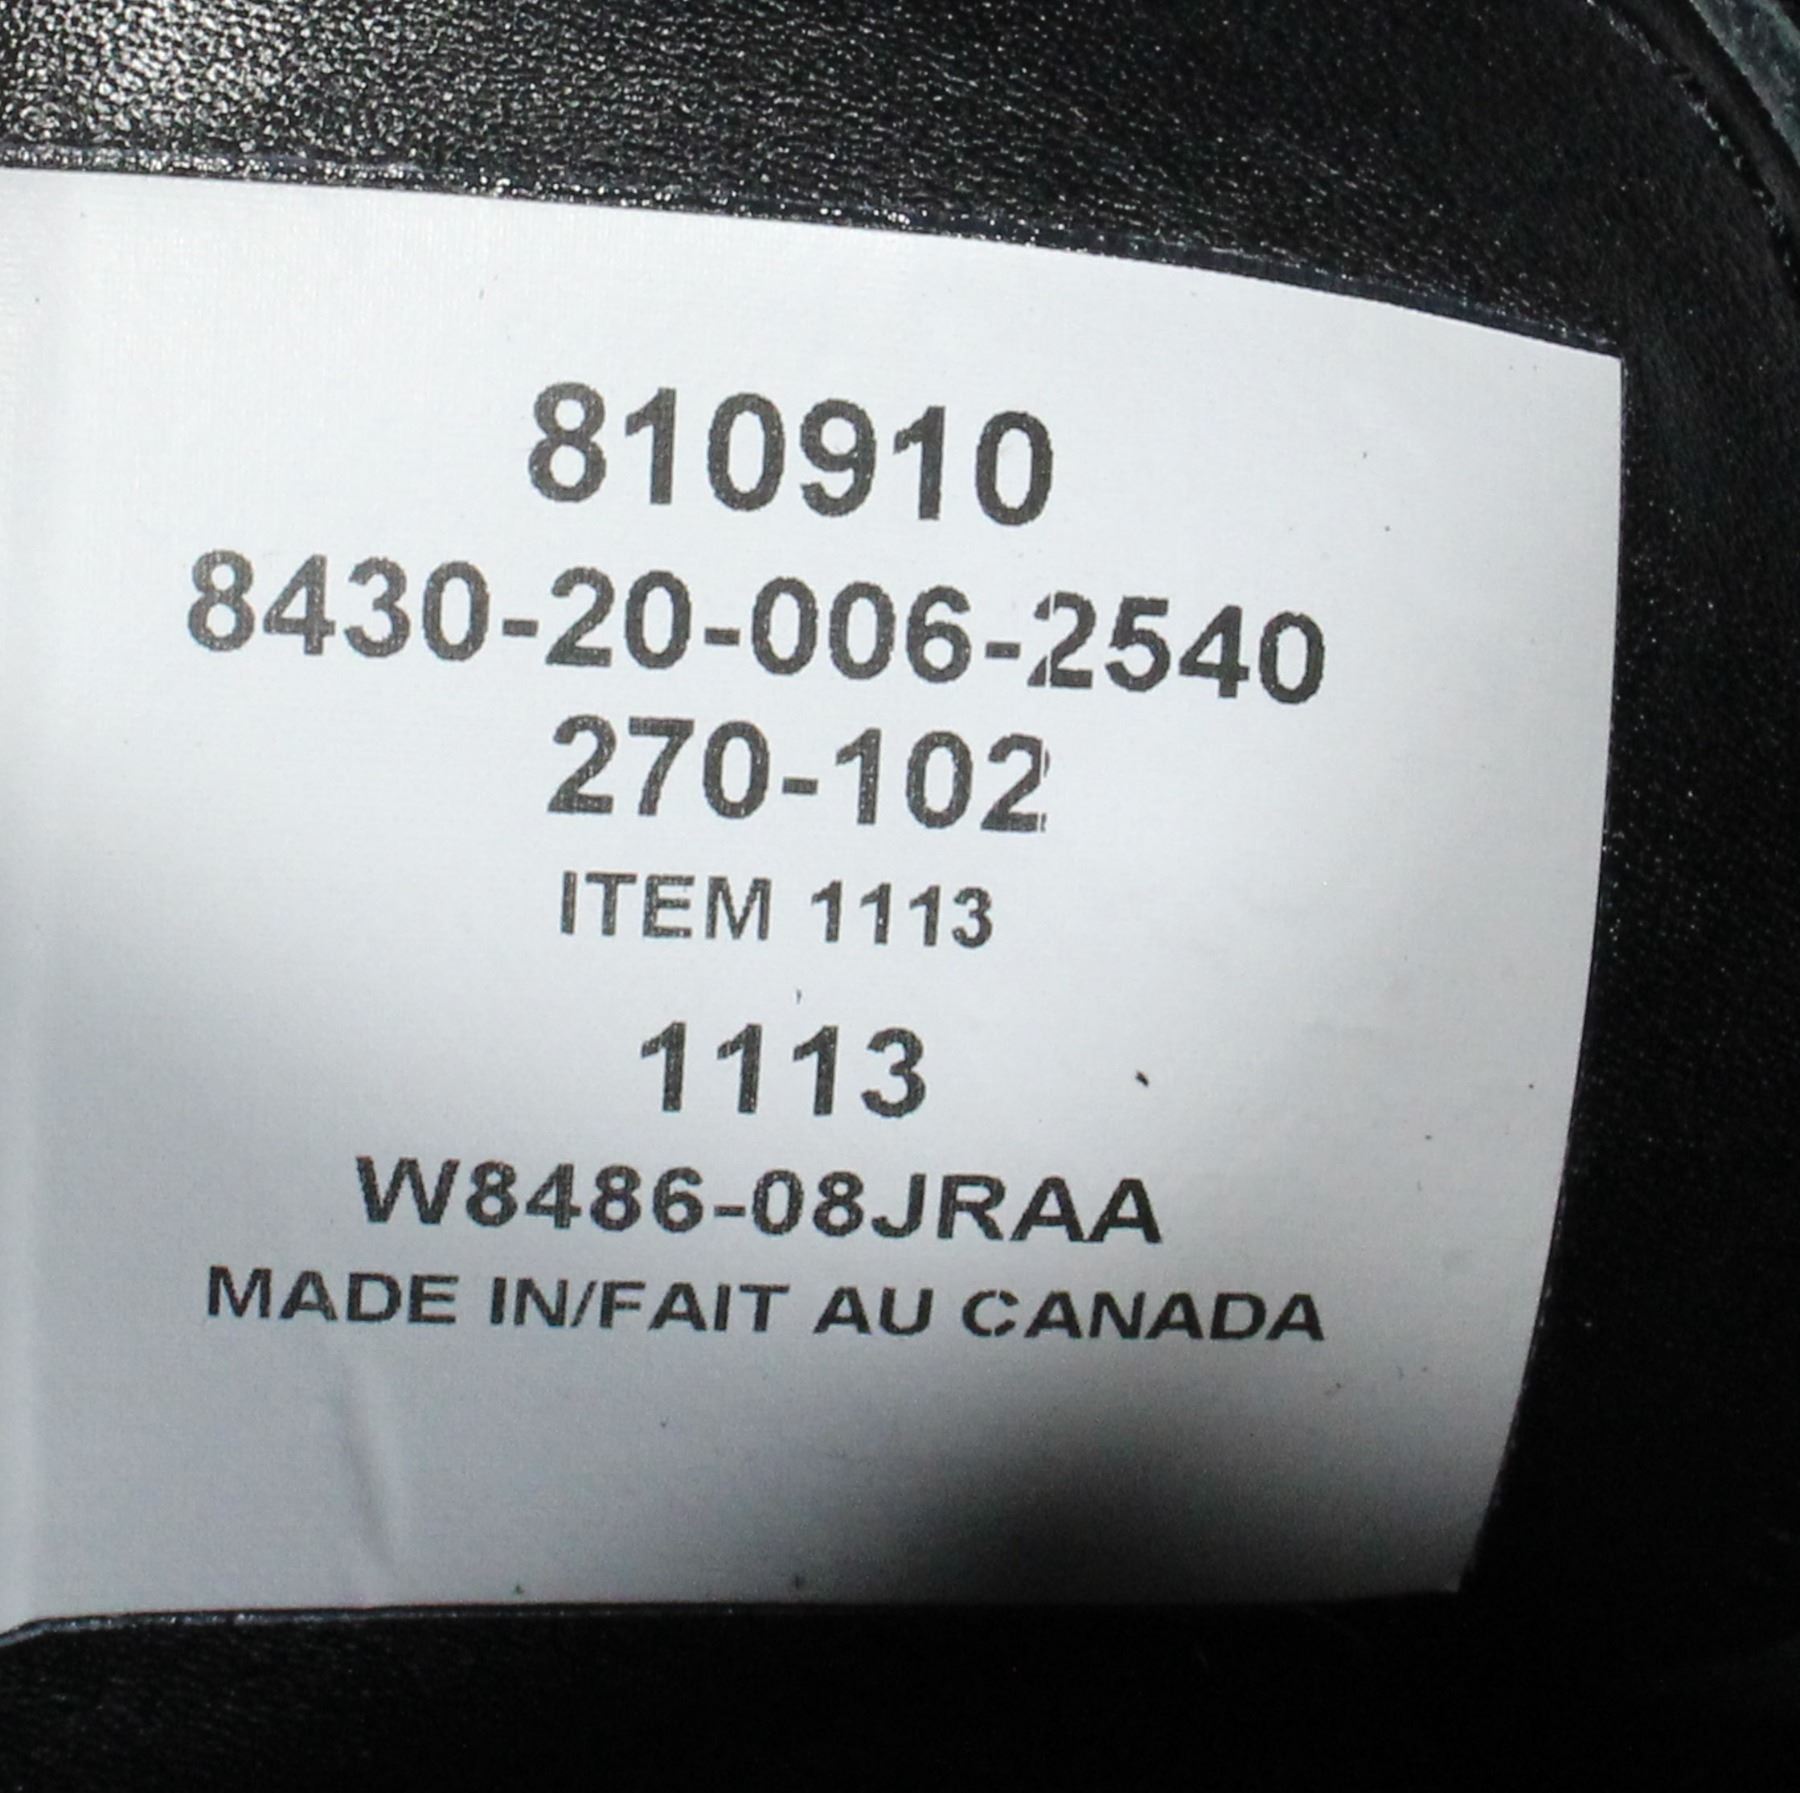 810910
8430-20-006-2540
270-102
ITEM 1113
1113
W8486-08JRAA
MADE IN/FAIT AU CANADA